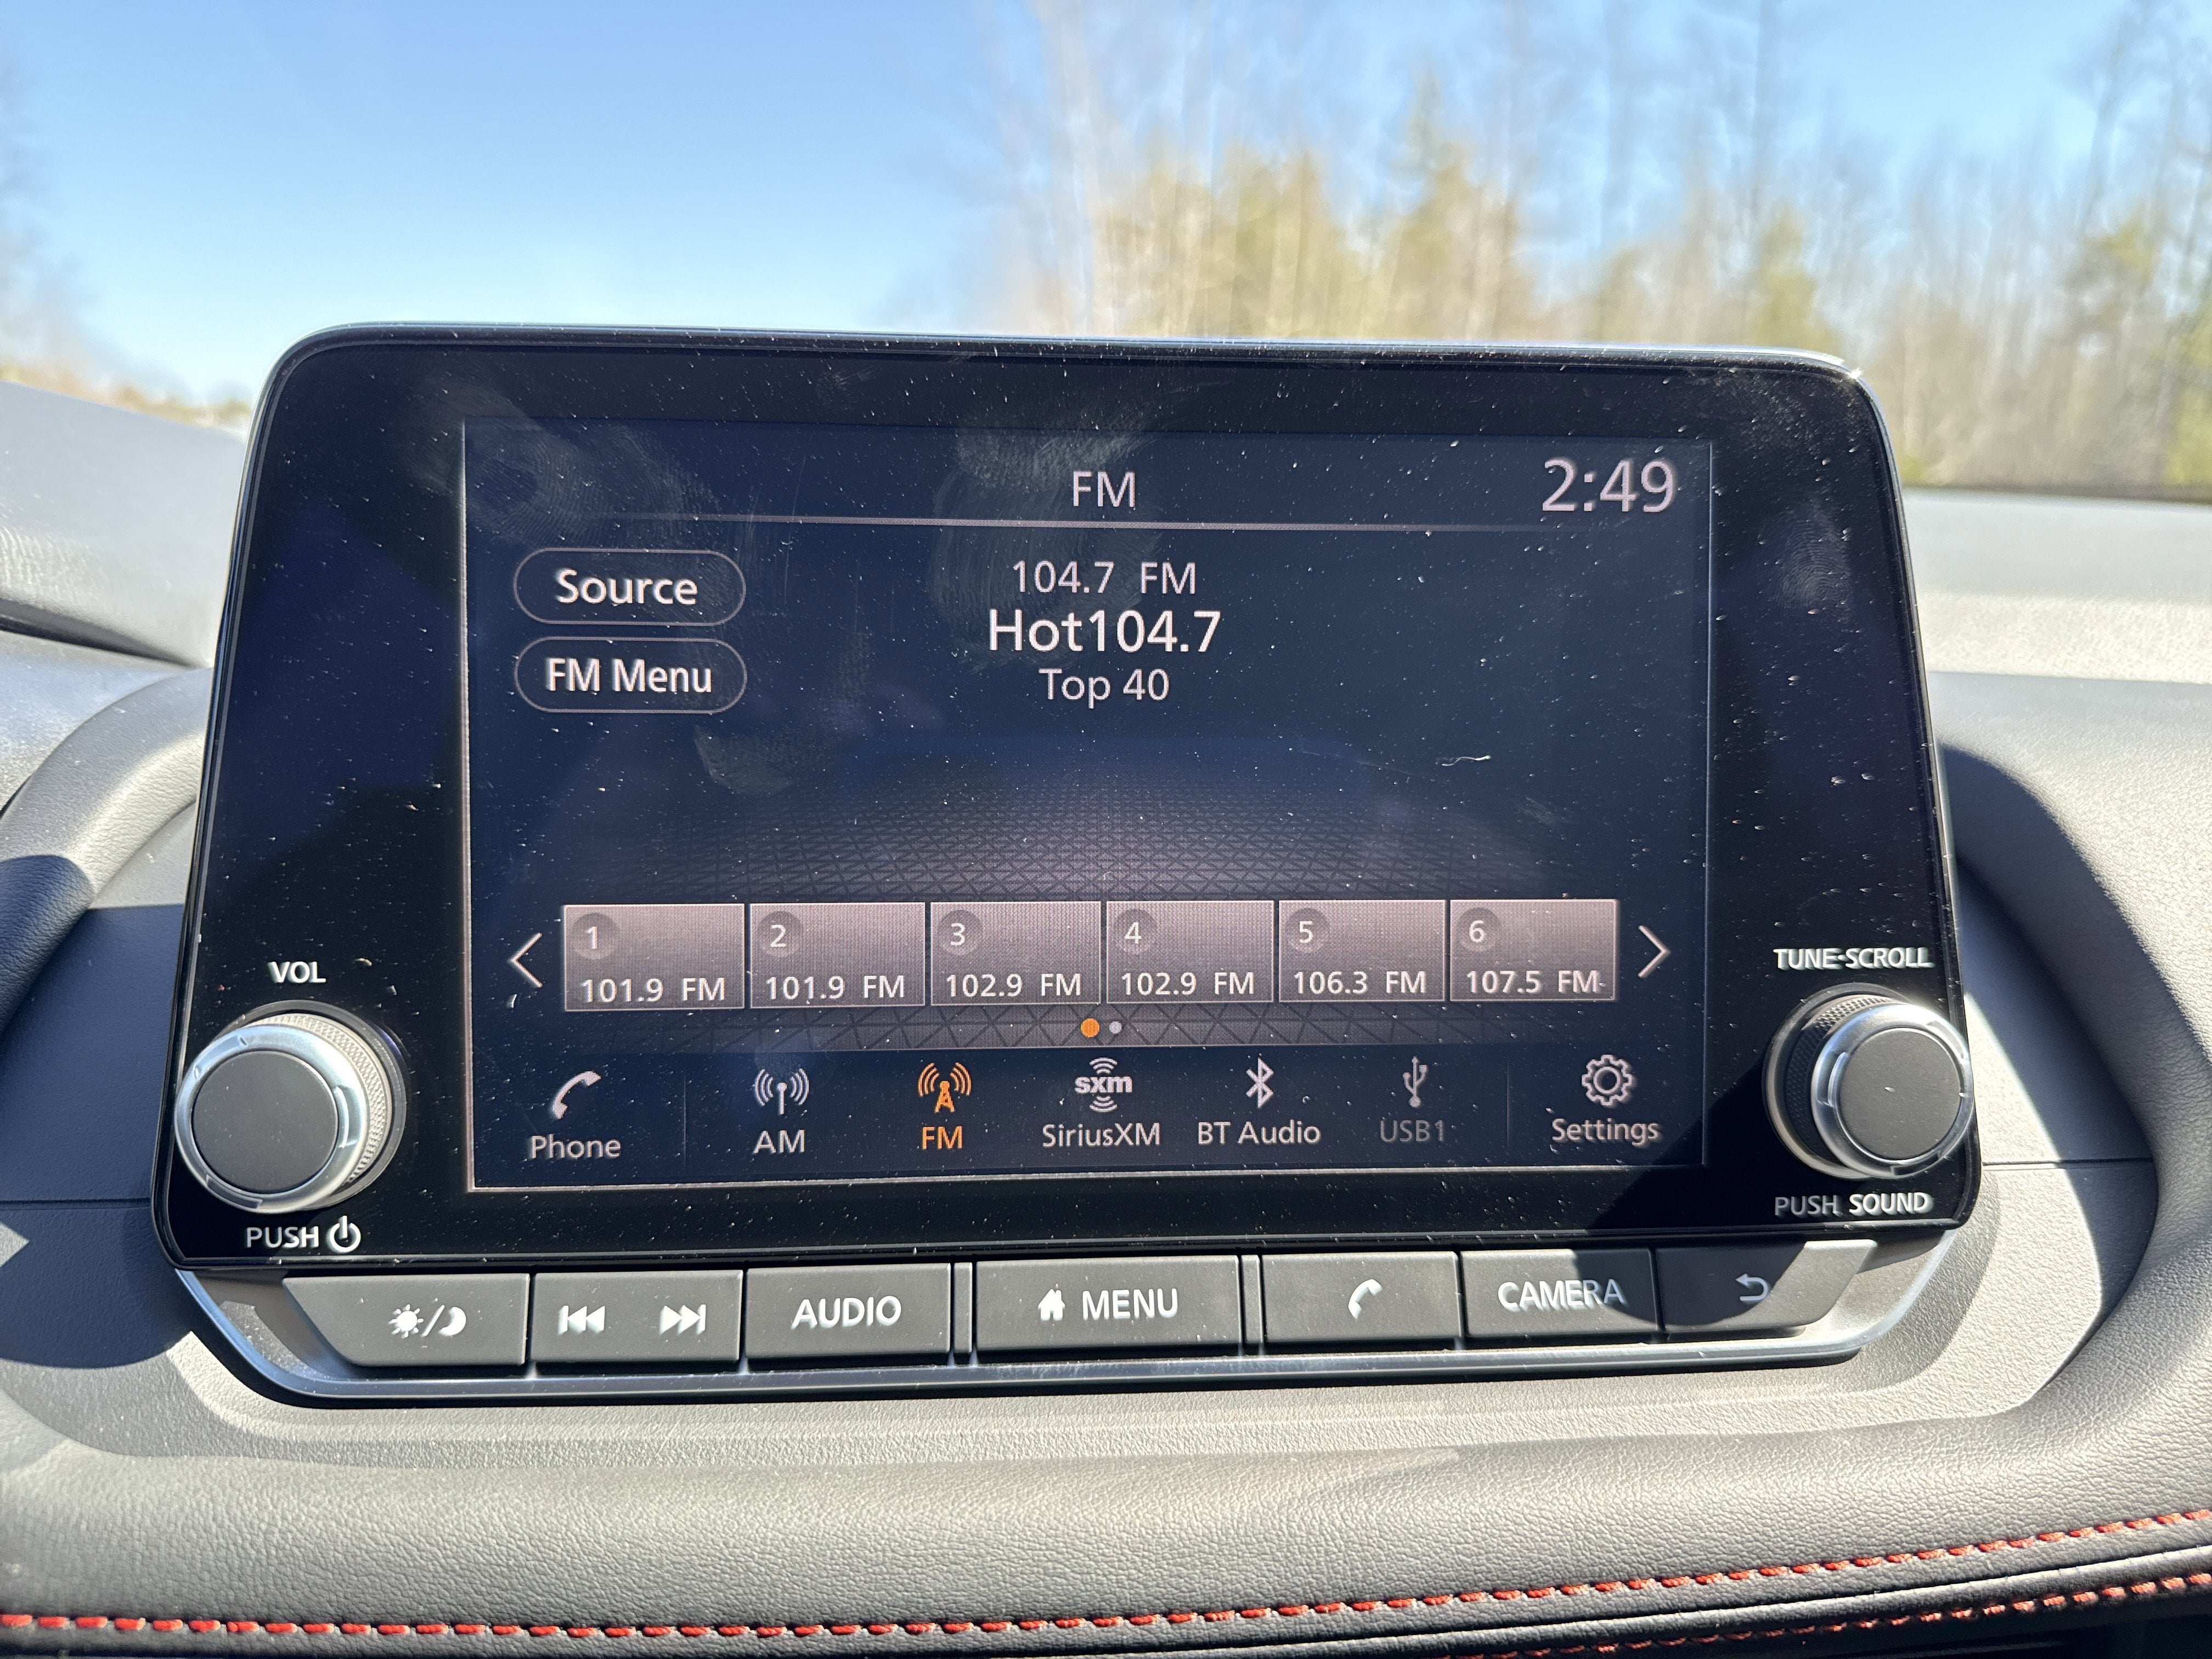 FM
2:49
Source
104.7 FM
Hot104.7
FM Menu
Top 40
1
2
3
4
5
6
101.9 FM
101.9 FM
102.9 FM
102.9 FM
106.3 FM
107.5 FM
VOL
TUNE·SCROLL
sxm
Phone
AM
FM
SiriusXM
BT Audio
USB1
Settings
PUSH
PUSH SOUND
AUDIO
MENU
CAMERA